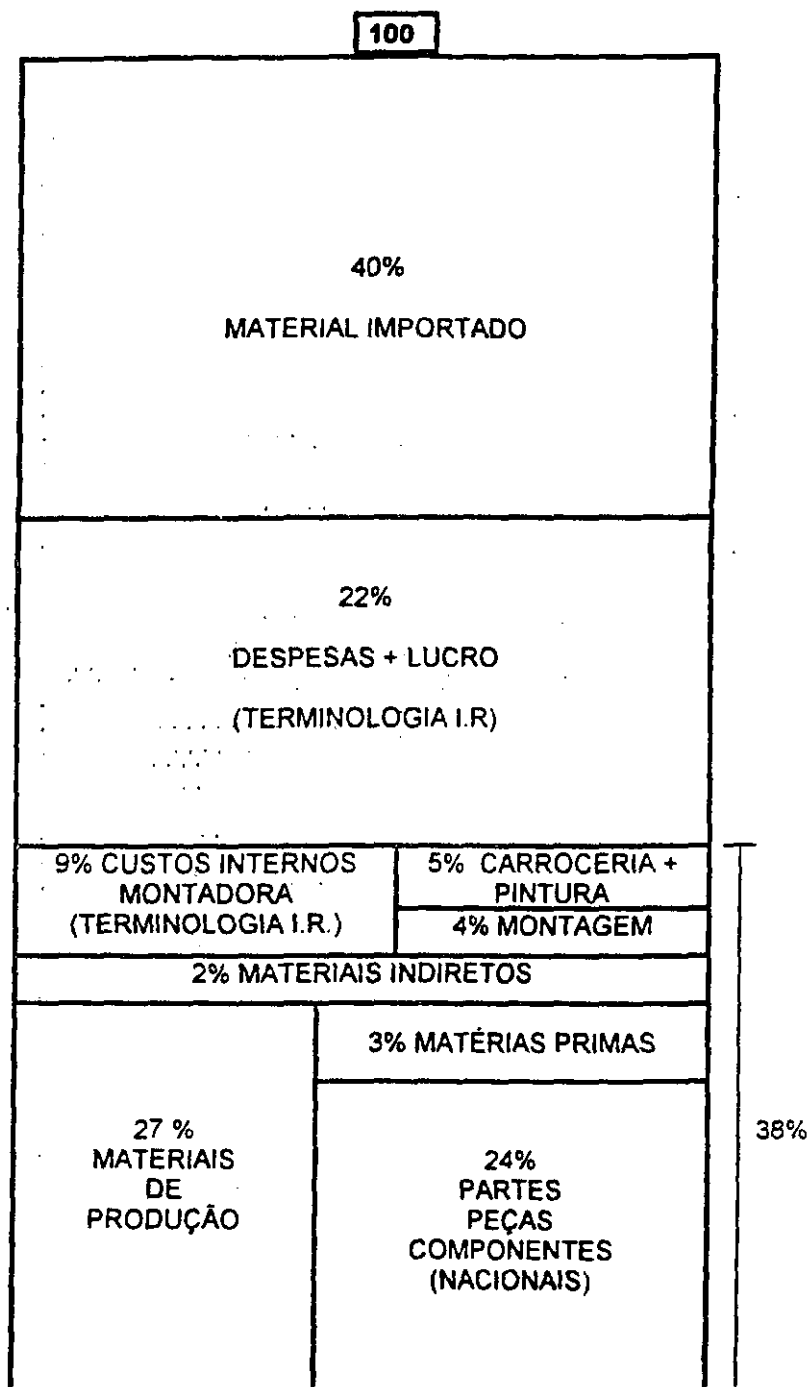 100
40%
MATERIAL IMPORTADO
22%
DESPESAS + LUCRO
(TERMINOLOGIA I.R)
9% CUSTOS INTERNOS
MONTADORA
(TERMINOLOGIA I.R.)
5% CARROCERIA +
PINTURA
4% MONTAGEM
2% MATERIAIS INDIRETOS
3% MATÉRIAS PRIMAS
27 %
MATERIAIS
DE
PRODUÇÃO
24%
PARTES
PEÇAS
COMPONENTES
(NACIONAIS)
38%